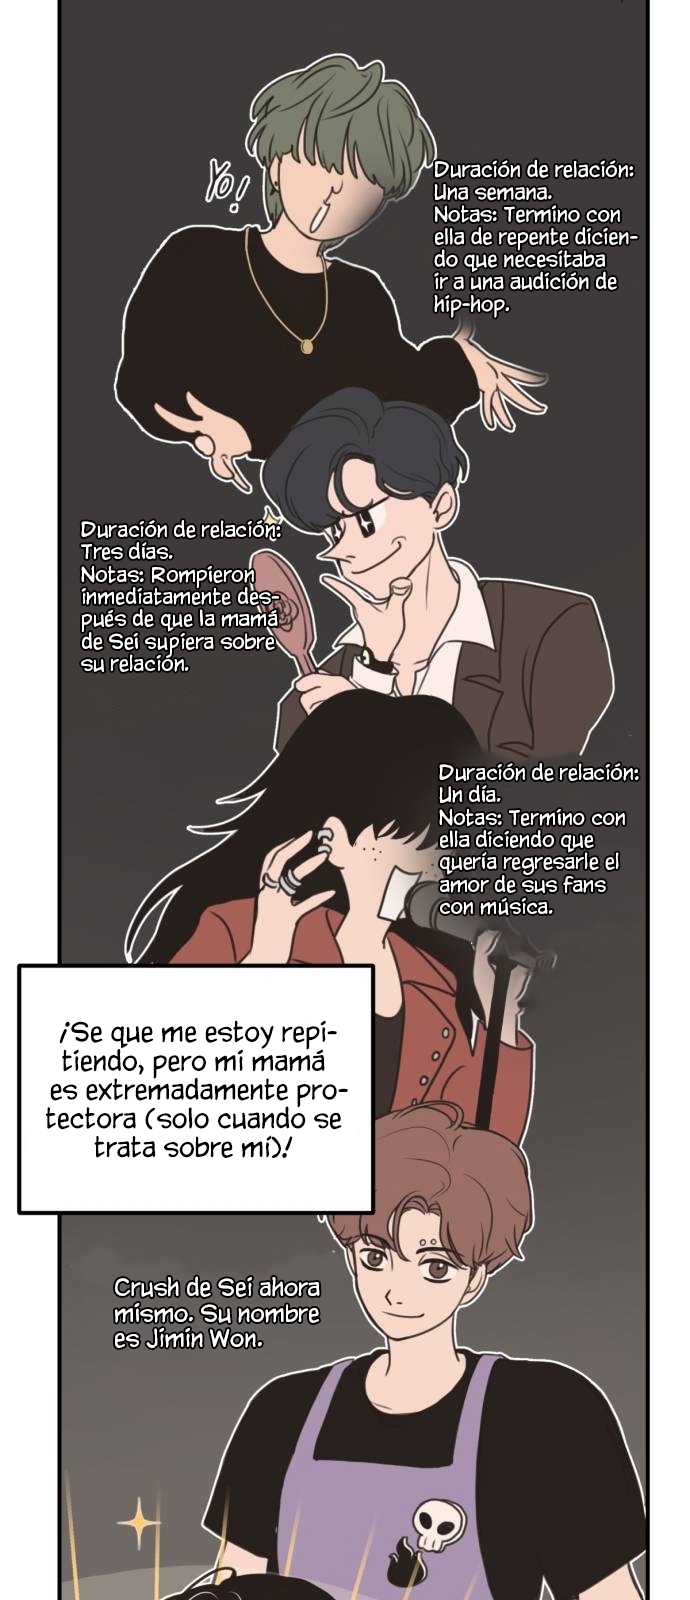 Yo!
Duración de relación:
Una semana.
Notas: Termino con
ella de repente dicien-
do que necesitaba
ir a una audición de
hip-hop.
Duración de relación:
Tres días.
Notas: Rompieron
inmediatamente des-
pués de que la mamá
de Sei supiera sobre
su relación.
Duración de relación:
Un día.
Notas: Termino con
ella diciendo que
quería regresarle el
amor de sus fans
con música.
¡Se que me estoy repi-
tiendo, pero mi mamá
es extremadamente pro-
tectora (solo cuando se
trata sobre mí)!
Crush de Sei ahora
mismo. Su nombre
es Jimin Won.